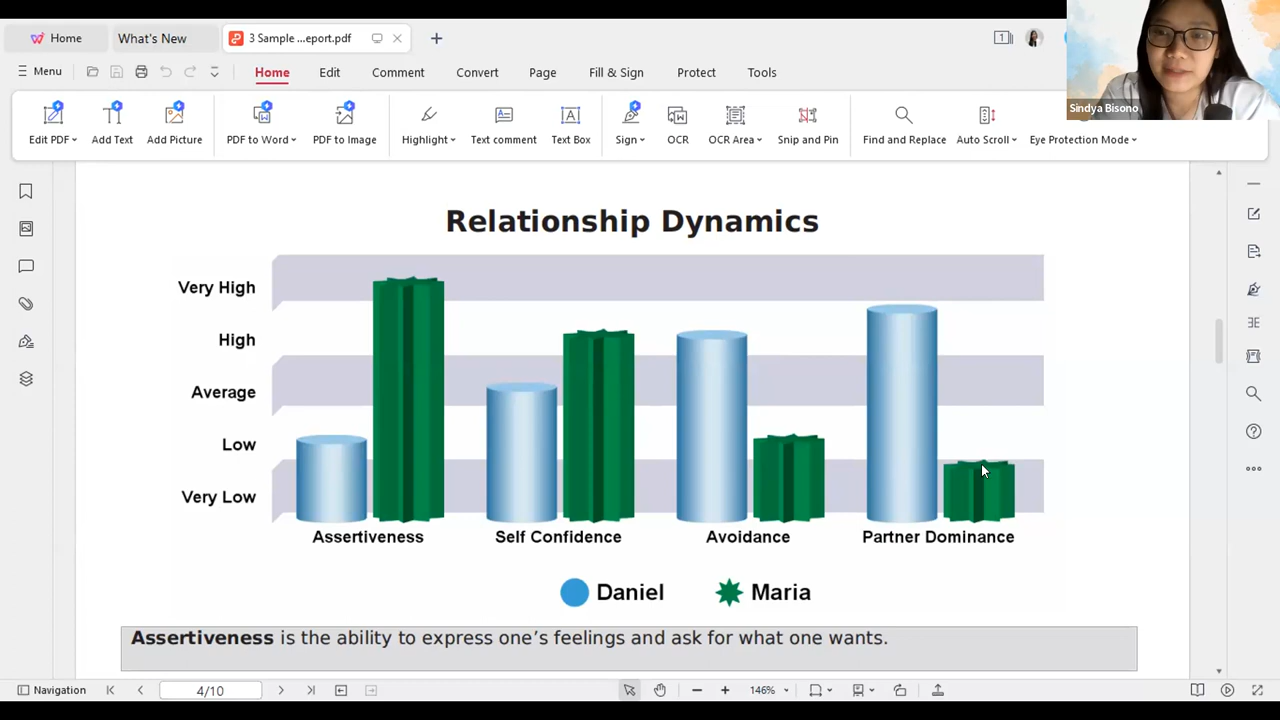 Home
What's New
3 Sample ...eport.pdf
1
Menu
Home Edit Comment Convert Page Fill & Sign Protect Tools
Edit PDF Add Text Add Picture PDF to Word PDF to Image Highlight Text comment Text Box Sign OCR OCR Area Snip and Pin Find and Replace Auto Scroll Eye Protection Mode
Sindya Bisono
Relationship Dynamics
Very High
High
Average
Low
Very Low
Assertiveness Self Confidence Avoidance Partner Dominance
Daniel Maria
Assertiveness is the ability to express one's feelings and ask for what one wants.
Navigation 4/10 146%